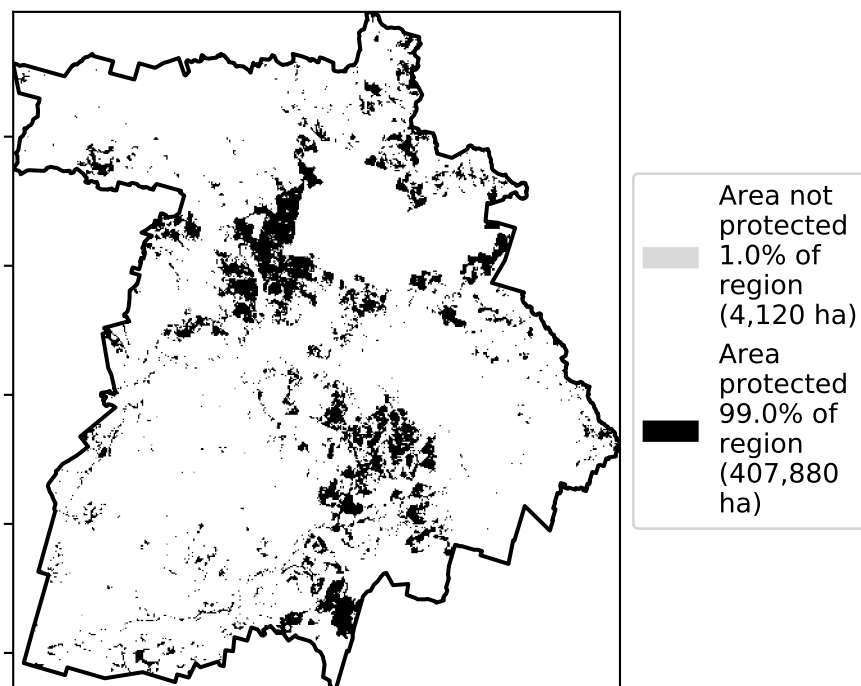 Area not
protected
1.0% of
region
(4,120 ha)
Area
protected
99.0% of
region
(407,880
ha)